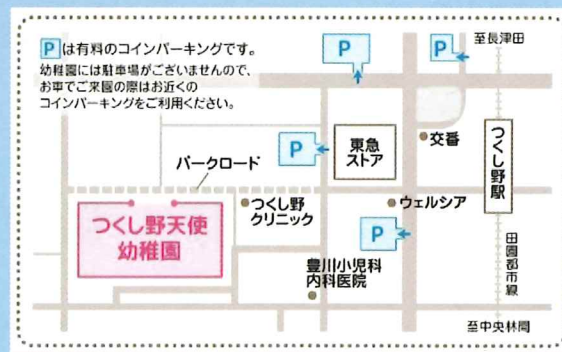 Pは有料のコインパーキングです。
幼稚園には駐車場がございませんので、
お車でご来園の際はお近くの
コインパーキングをご利用ください。
P
P
至長津田
P
東急
ストア
交番
つくし野駅
パークロード
つくし野天使
幼稚園
つくし野
クリニック
ウェルシア
P
豊川小児科
内科医院
田園都市線
至中央林間